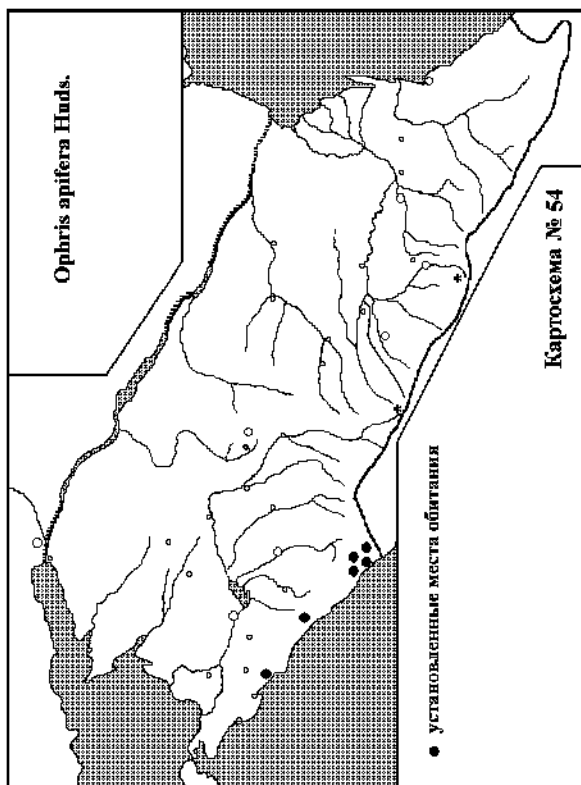 Ophris apifera Huds.
Картосхема № 54
установленные места обитания